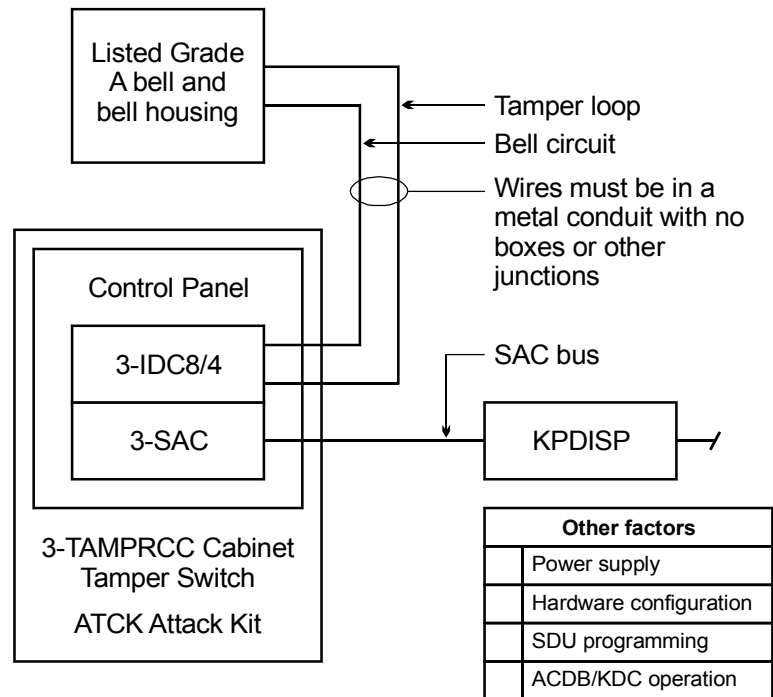 Listed Grade
A bell and
bell housing
Tamper loop
Bell circuit
Wires must be in a
metal conduit with no
boxes or other
junctions
Control Panel
3-IDC8/4
3-SAC
SAC bus
KPDISP
3-TAMPRCC Cabinet
Tamper Switch
ATCK Attack Kit
Other factors
Power supply
Hardware configuration
SDU programming
ACDB/KDC operation